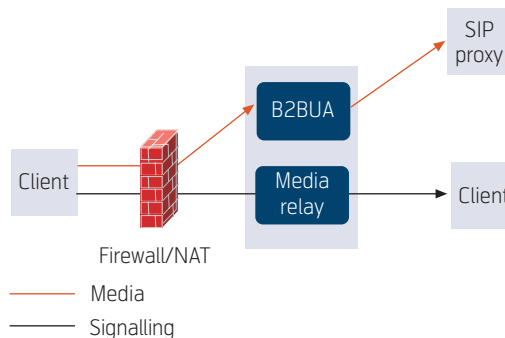 SIP
proxy
B2BUA
Client
Media
relay
Client
Firewall/NAT
Media
Signalling